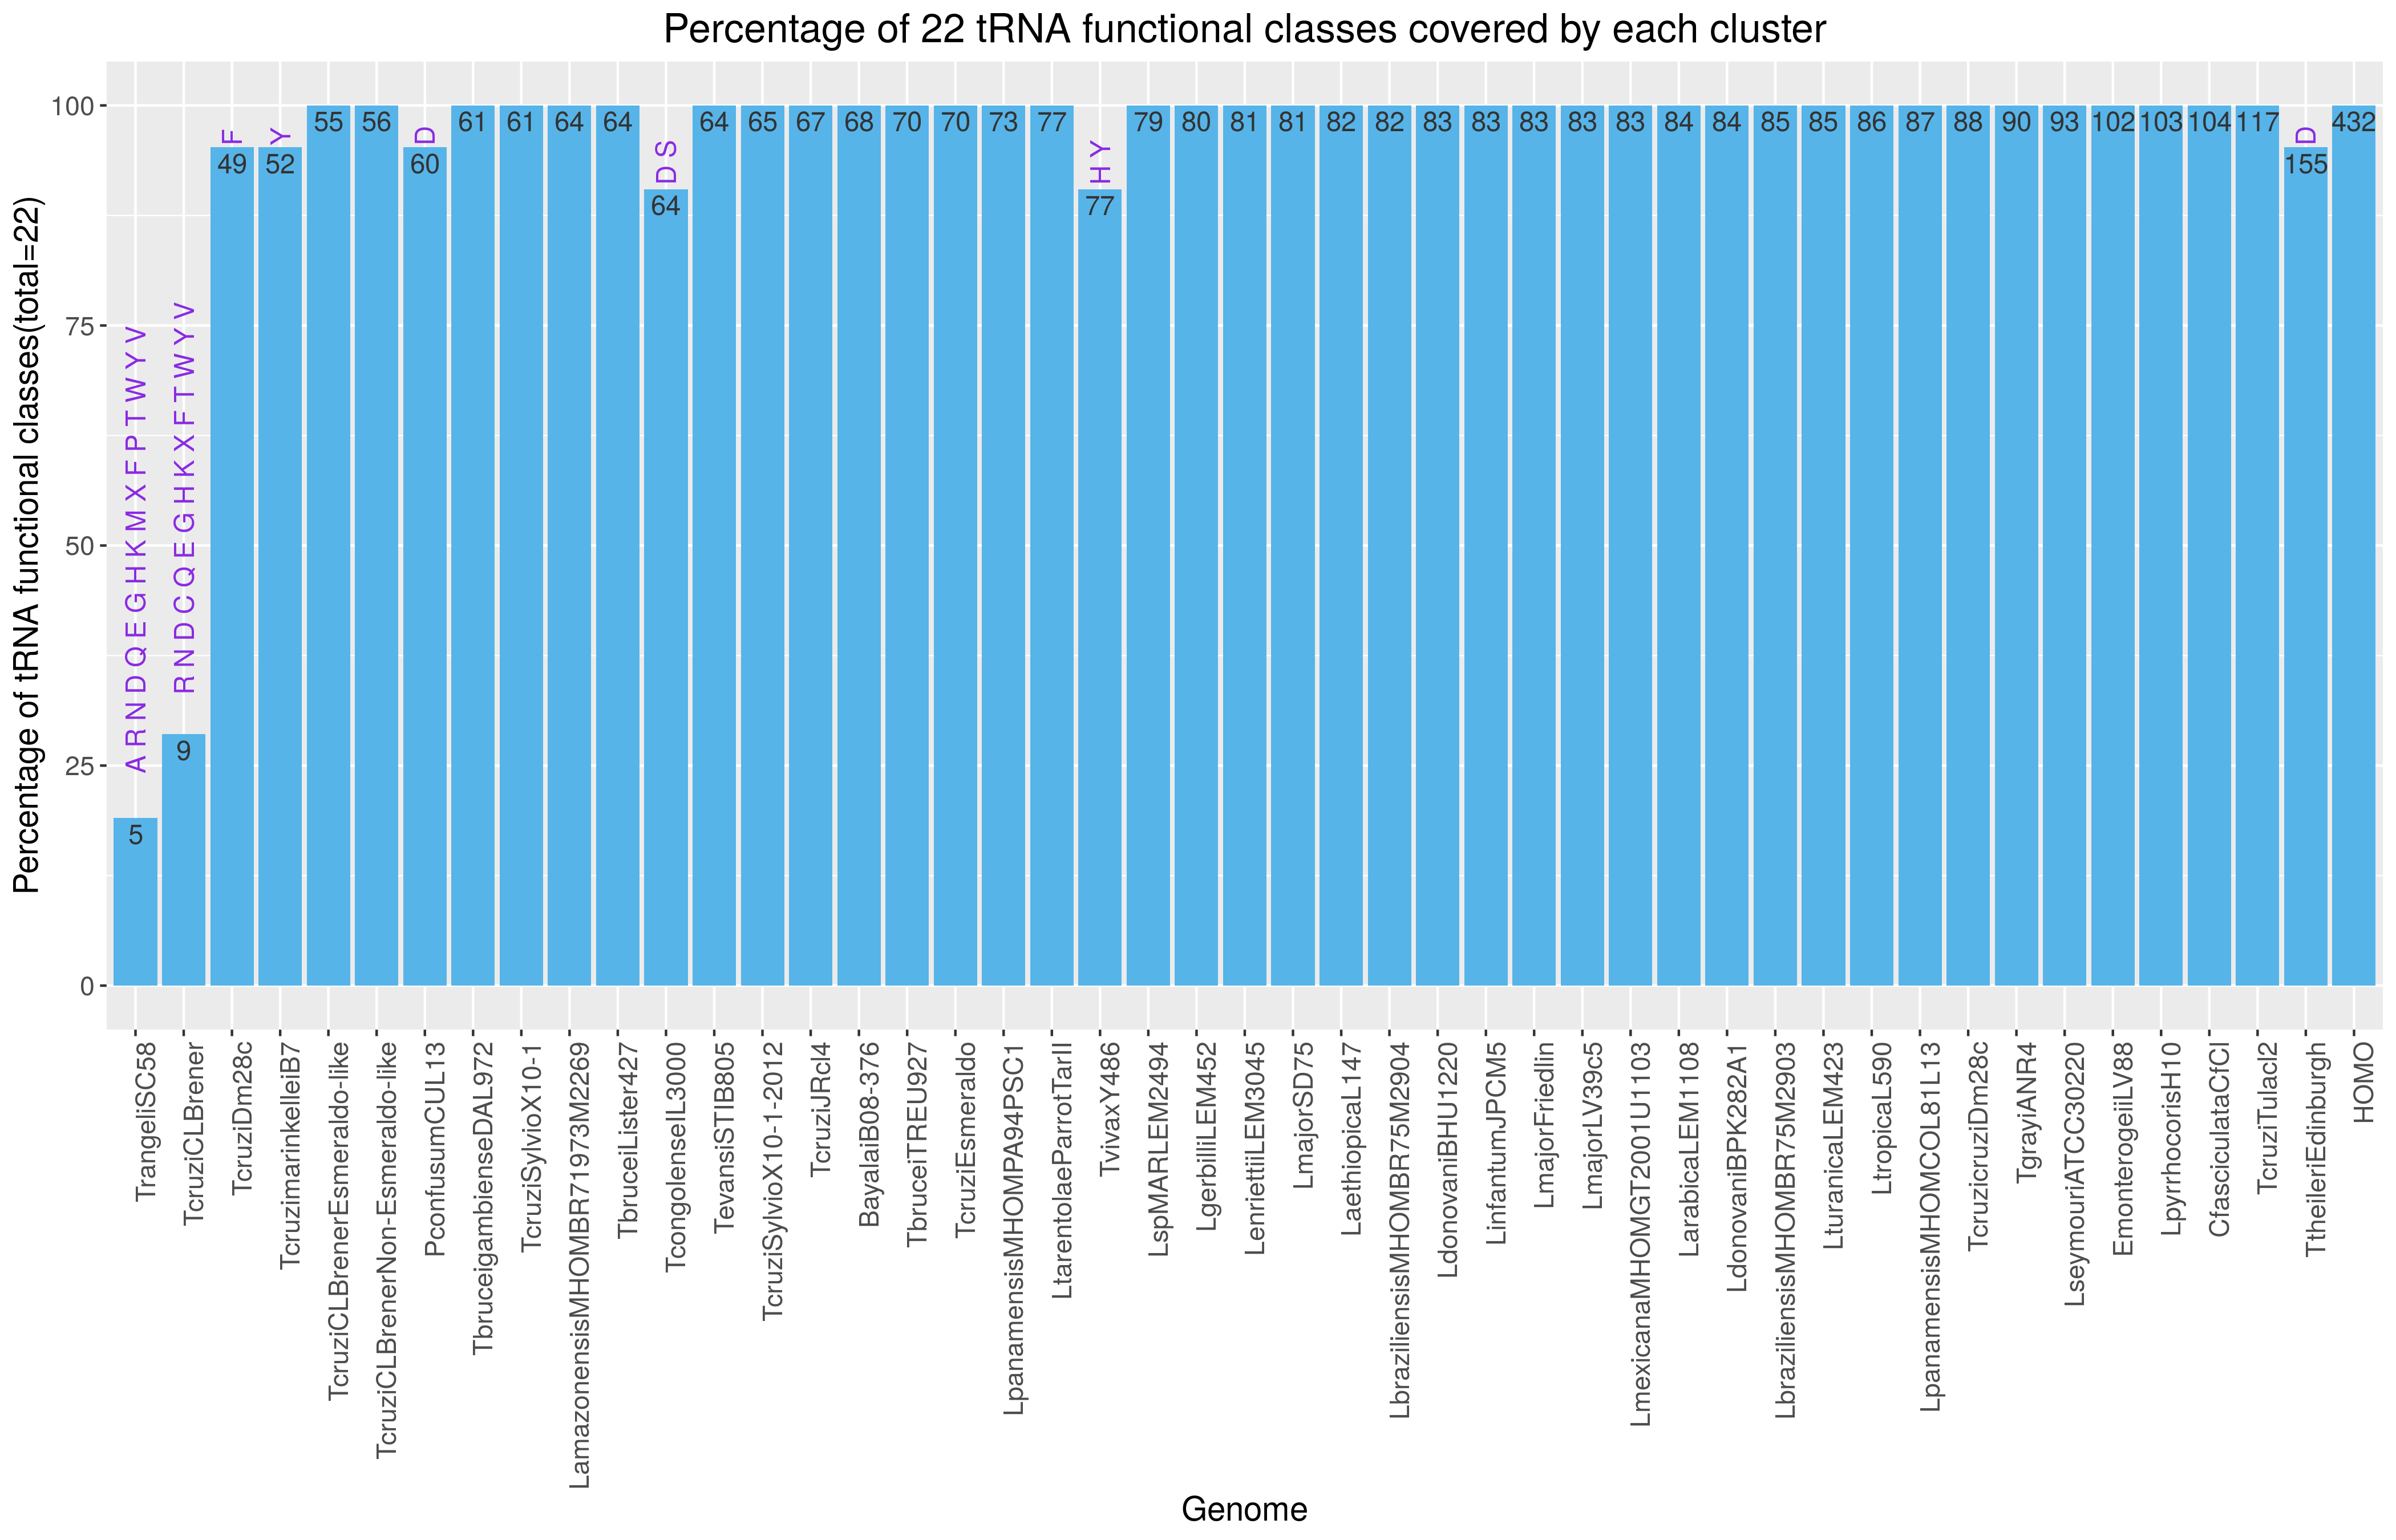 Percentage of 22 tRNA functional classes covered by each cluster
Percentage of tRNA functional classes(total=22)
100
75
50
25
0
A R N D Q E G H K M X F P T W Y V
R N D C Q E G H K X F T W Y V
F
Y
D
D S
H Y
D
5
9
49
52
55
56
60
61
61
64
64
64
64
65
67
68
70
70
73
77
77
79
80
81
81
82
82
83
83
83
83
83
84
84
85
85
86
87
88
90
93
102
103
104
117
155
432
TrangeliSC58
TcruziCLBrener
TcruziDm28c
TcruzimarinkelleiB7
TcruziCLBrenerEsmeraldo-like
TcruziCLBrenerNon-Esmeraldo-like
PconfusumCUL13
TbruceigambienseDAL972
TcruziSylvioX10-1
LamazonensisMHOMBR71973M2269
TbruceiLister427
TcongolenseIL3000
TevansiSTIB805
TcruziSylvioX10-1-2012
TcruziJRcl4
BayalaiB08-376
TbruceiTREU927
TcruziEsmeraldo
LpanamensisMHOMPA94PSC1
LtarentolaeParrotTarII
TvivaxY486
LspMARLEM2494
LgerbilliLEM452
LenriettiiLEM3045
LmajorSD75
LaethiopicaL147
LbraziliensisMHOMBR75M2904
LdonovaniBHU1220
LinfantumJPCM5
LmajorFriedlin
LmajorLV39c5
LmexicanaMHOMGT2001U1103
LarabicaLEM1108
LdonovaniBPK282A1
LbraziliensisMHOMBR75M2903
LturanicaLEM423
LtropicaL590
LpanamensisMHOMCOL81L13
Tcruzicruzi​Dm28c
TgrayiANR4
LseymouriATCC30220
EmonterogeiiLV88
LpyrrhocorisH10
CfasciculataCfCl
TcruziTulacl2
TtheileriEdinburgh
HOMO
Genome